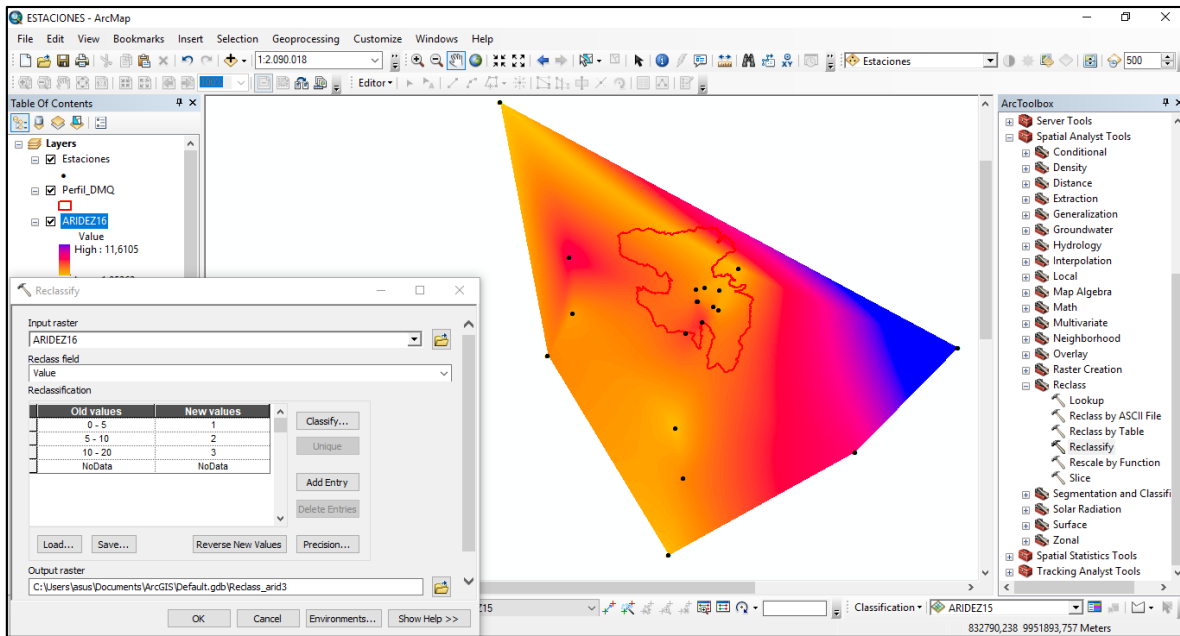 ESTACIONES - ArcMap
File Edit View Bookmarks Insert Selection Geoprocessing Customize Windows Help
1:2.090.018
Estaciones
500
Editor
Table Of Contents
Layers
Estaciones
Perfil_DMQ
ARIDEZ16
Value
High : 11,6105
Reclassify
Input raster
ARIDEZ16
Reclass field
Value
Reclassification
Old values New values
0 - 5 1
5 - 10 2
10 - 20 3
NoData NoData
Classify...
Unique
Add Entry
Delete Entries
Load... Save... Reverse New Values Precision...
Output raster
C:\Users\asus\Documents\ArcGIS\Default.gdb\Reclass_arid3
OK Cancel Environments... Show Help >>
ArcToolbox
Server Tools
Spatial Analyst Tools
Conditional
Density
Distance
Extraction
Generalization
Groundwater
Hydrology
Interpolation
Local
Map Algebra
Math
Multivariate
Neighborhood
Overlay
Raster Creation
Reclass
Lookup
Reclass by ASCII File
Reclass by Table
Reclassify
Rescale by Function
Slice
Segmentation and Classifi
Solar Radiation
Surface
Zonal
Spatial Statistics Tools
Tracking Analyst Tools
Classification ARIDEZ15
832790,238 9951893,757 Meters